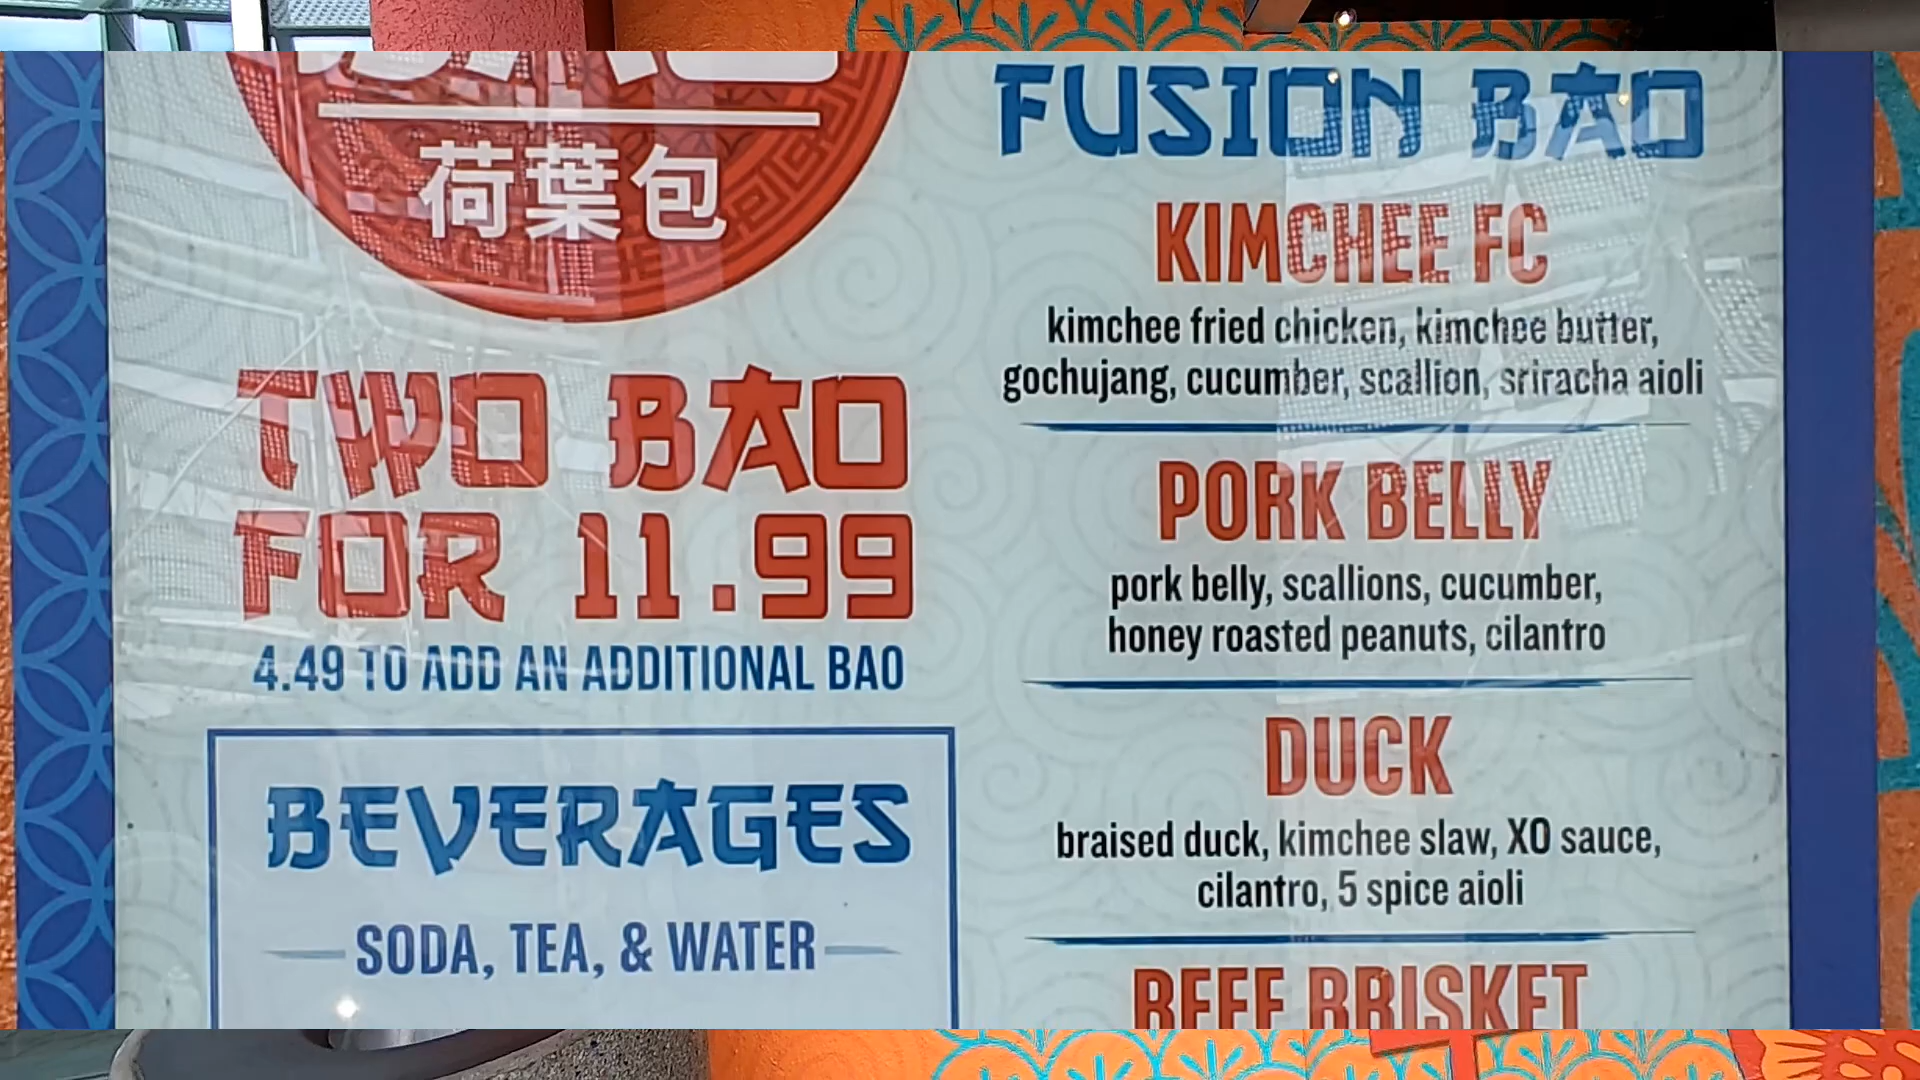 荷葉包
TWO BAO
FOR 11.99
4.49 TO ADD AN ADDITIONAL BAO
BEVERAGES
SODA, TEA, & WATER
FUSION BAO
KIMCHEE FC
kimchee fried chicken, kimchee butter,
gochujang, cucumber, scallion, sriracha aioli
PORK BELLY
pork belly, scallions, cucumber,
honey roasted peanuts, cilantro
DUCK
braised duck, kimchee slaw, XO sauce,
cilantro, 5 spice aioli
BEEF BRISKET